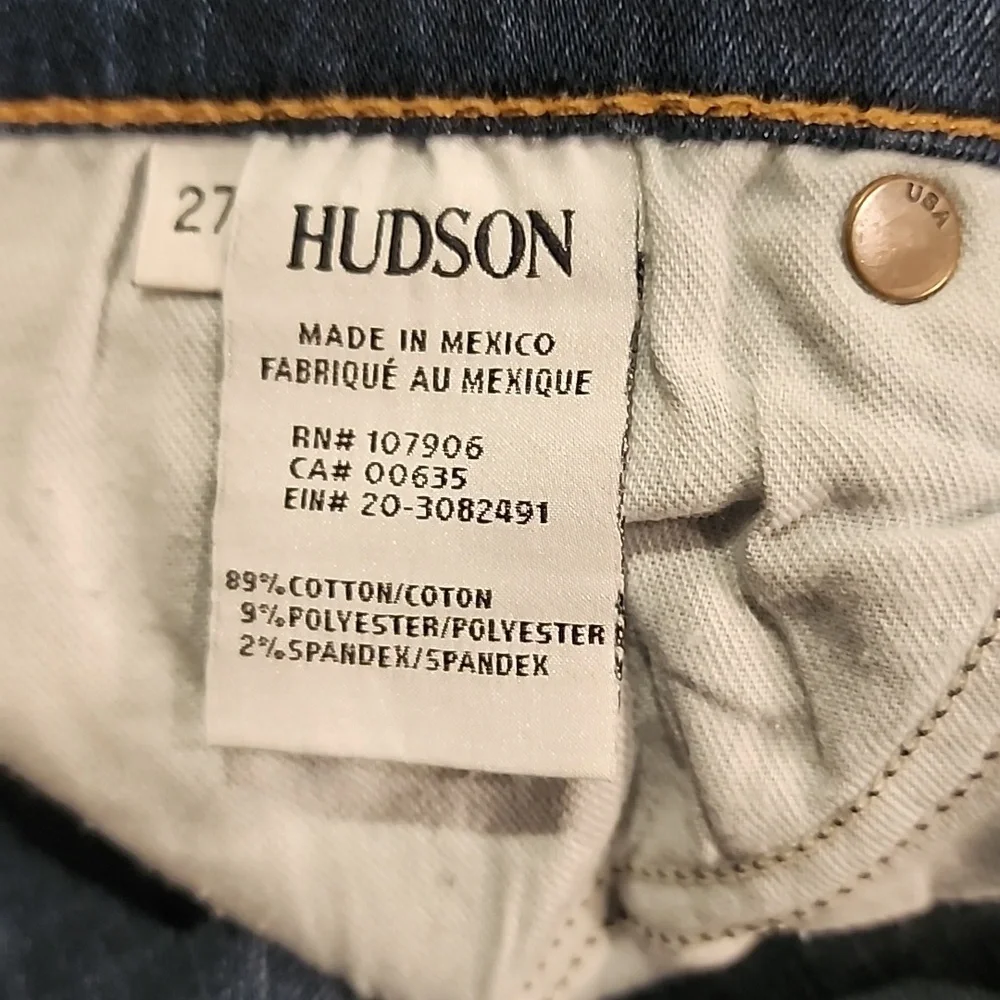 27
HUDSON
USA
MADE IN MEXICO
FABRIQUÉ AU MEXIQUE
RN# 107906
CA# 00635
EIN# 20-3082491
89% COTTON/COTON
9% POLYESTER/POLYESTER
2% SPANDEX/SPANDEX